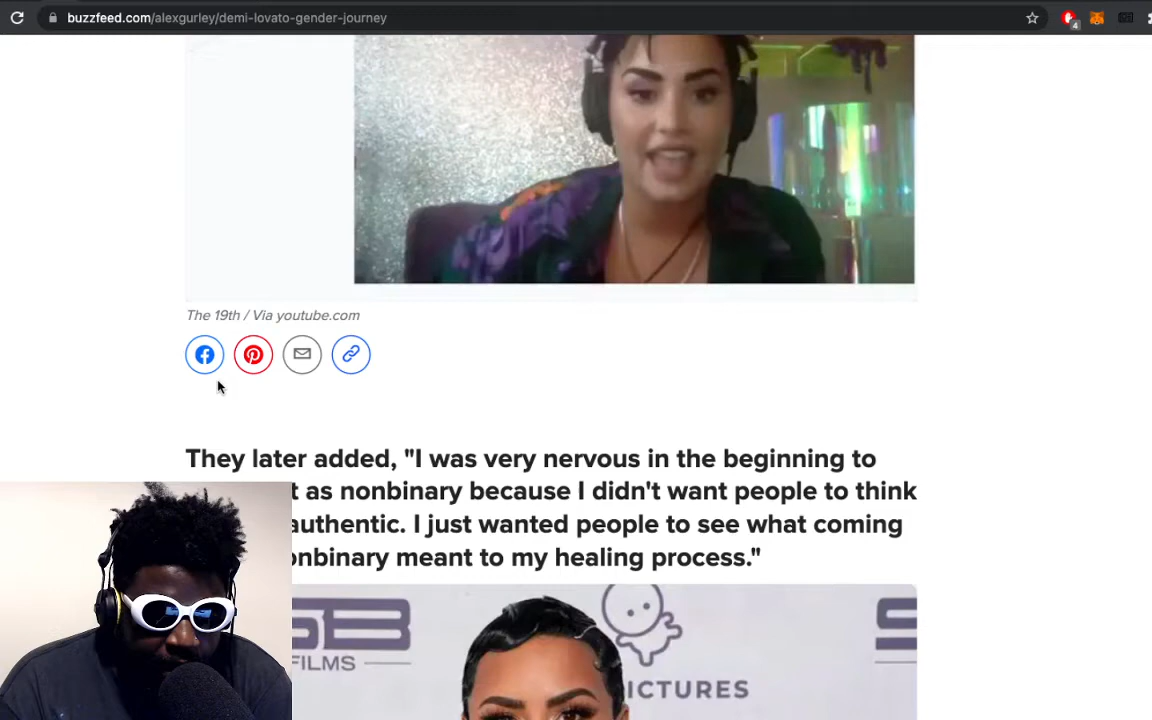 buzzfeed.com/alexgurley/demi-lovato-gender-journey
4
The 19th / Via youtube.com
They later added, "I was very nervous in the beginning to
t as nonbinary because I didn't want people to think
authentic. I just wanted people to see what coming
onbinary meant to my healing process."
FILMS
ICTURES